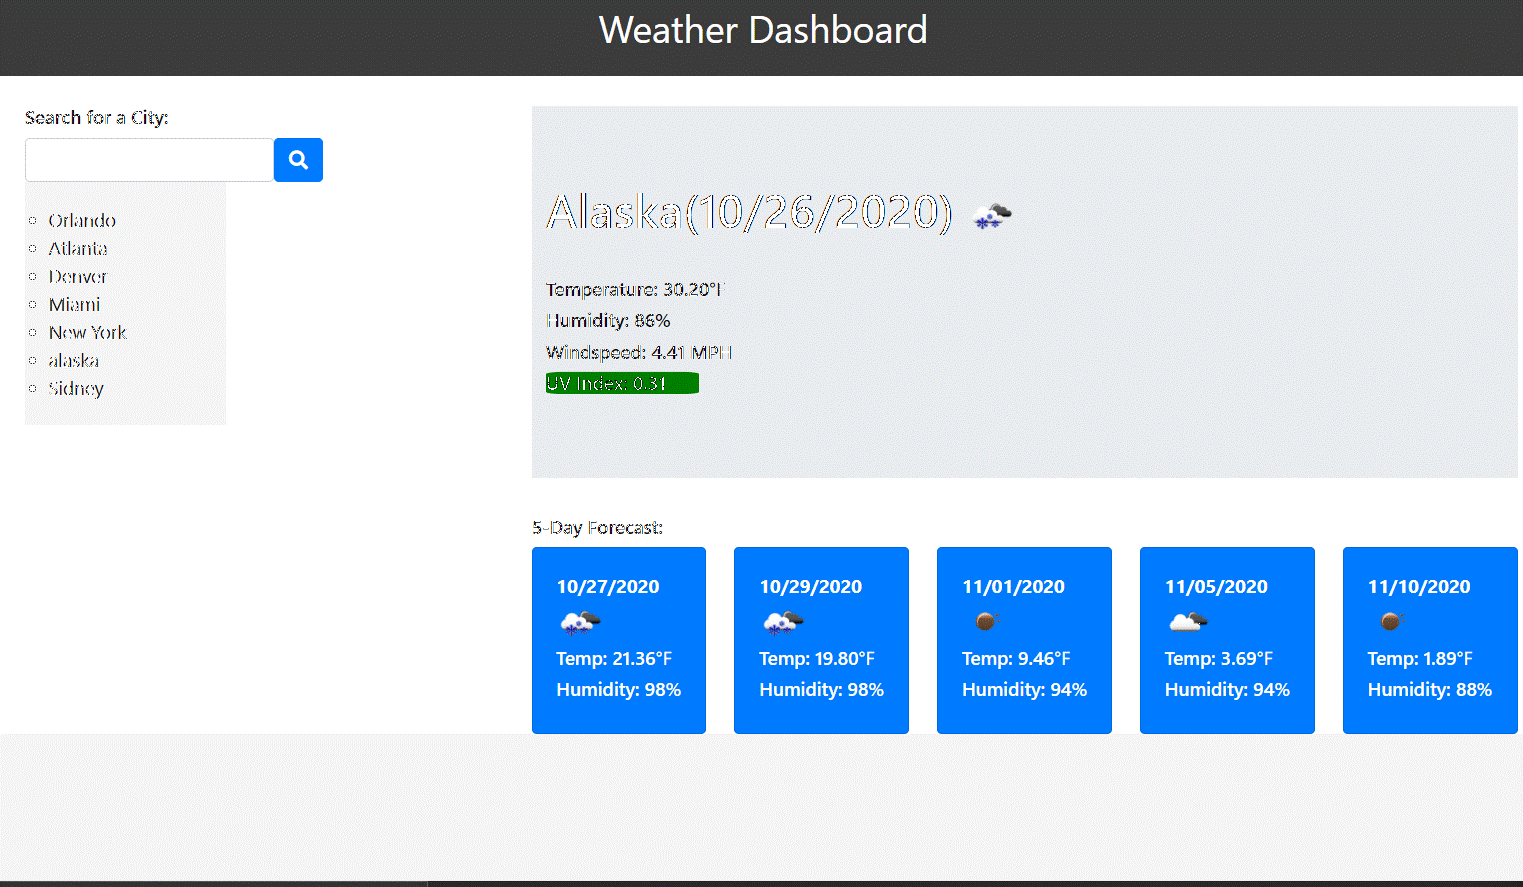 Weather Dashboard
Search for a City:
Orlando
Atlanta
Denver
Miami
New York
alaska
Sidney
Alaska(10/26/2020)
Temperature: 30.20°F
Humidity: 86%
Windspeed: 4.41 MPH
UV Index: 0.31
5-Day Forecast:
10/27/2020
Temp: 21.36°F
Humidity: 98%
10/29/2020
Temp: 19.80°F
Humidity: 98%
11/01/2020
Temp: 9.46°F
Humidity: 94%
11/05/2020
Temp: 3.69°F
Humidity: 94%
11/10/2020
Temp: 1.89°F
Humidity: 88%